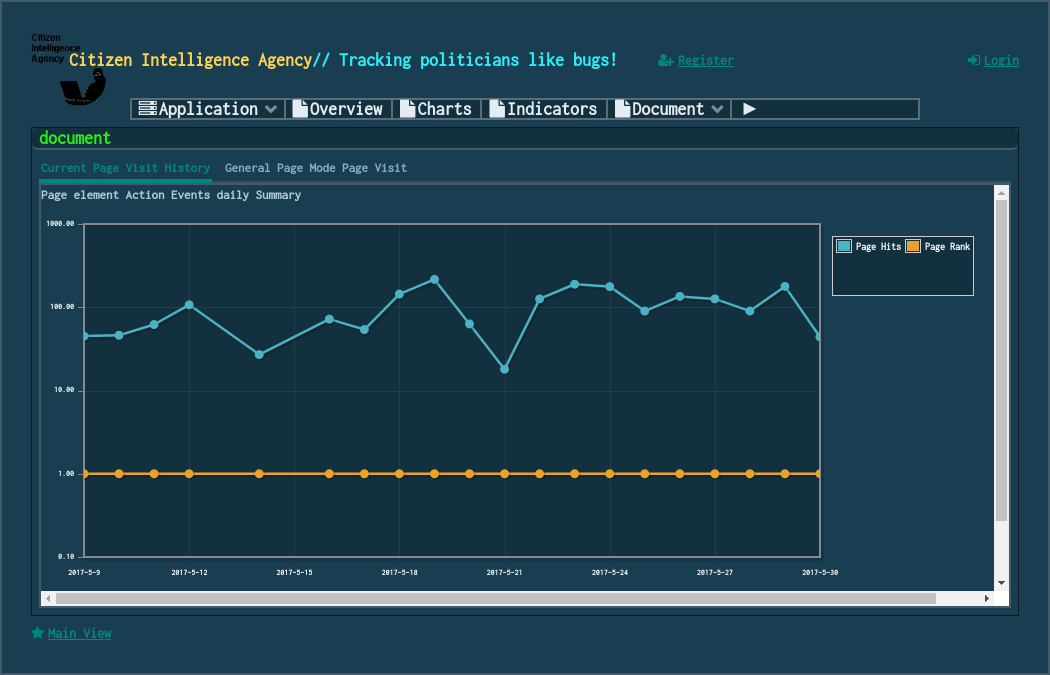 Citizen
Intelligence
Agency
Citizen Intelligence Agency// Tracking politicians like bugs!
Register
Login
Application Overview Charts Indicators Document
document
Current Page Visit History General Page Mode Page Visit
Page element Action Events daily Summary
1000.00
100.00
10.00
1.00
0.10
2017-5-9 2017-5-12 2017-5-15 2017-5-18 2017-5-21 2017-5-24 2017-5-27 2017-5-30
Page Hits Page Rank
Main View